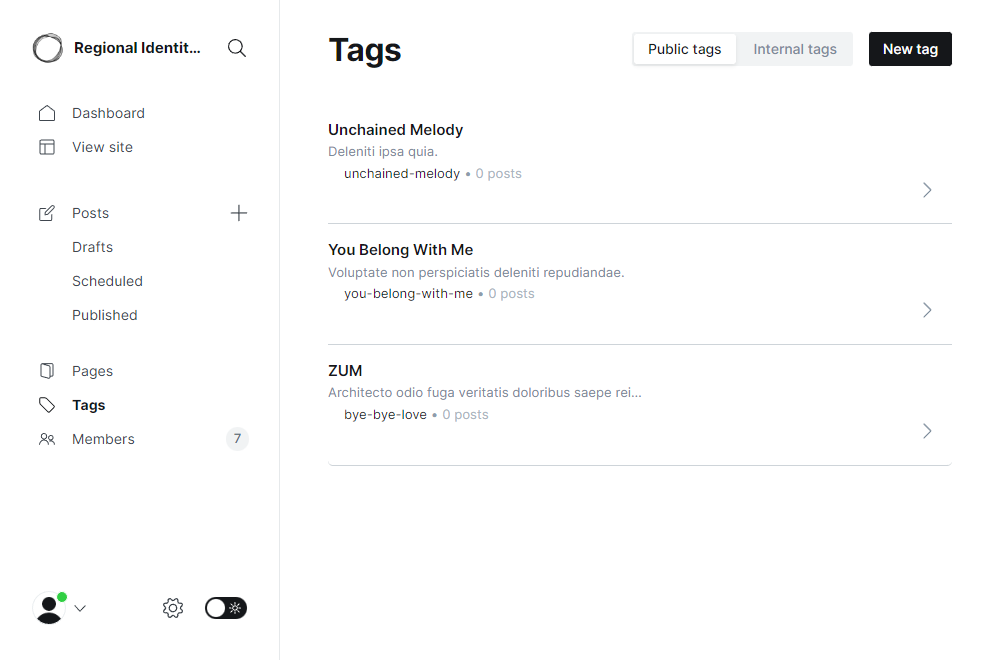 Regional Identit...
Dashboard
View site
Posts
Drafts
Scheduled
Published
Pages
Tags
Members 7
Tags
Public tags Internal tags New tag
Unchained Melody
Deleniti ipsa quia.
unchained-melody • 0 posts
You Belong With Me
Voluptate non perspiciatis deleniti repudiandae.
you-belong-with-me • 0 posts
ZUM
Architecto odio fuga veritatis doloribus saepe rei...
bye-bye-love • 0 posts